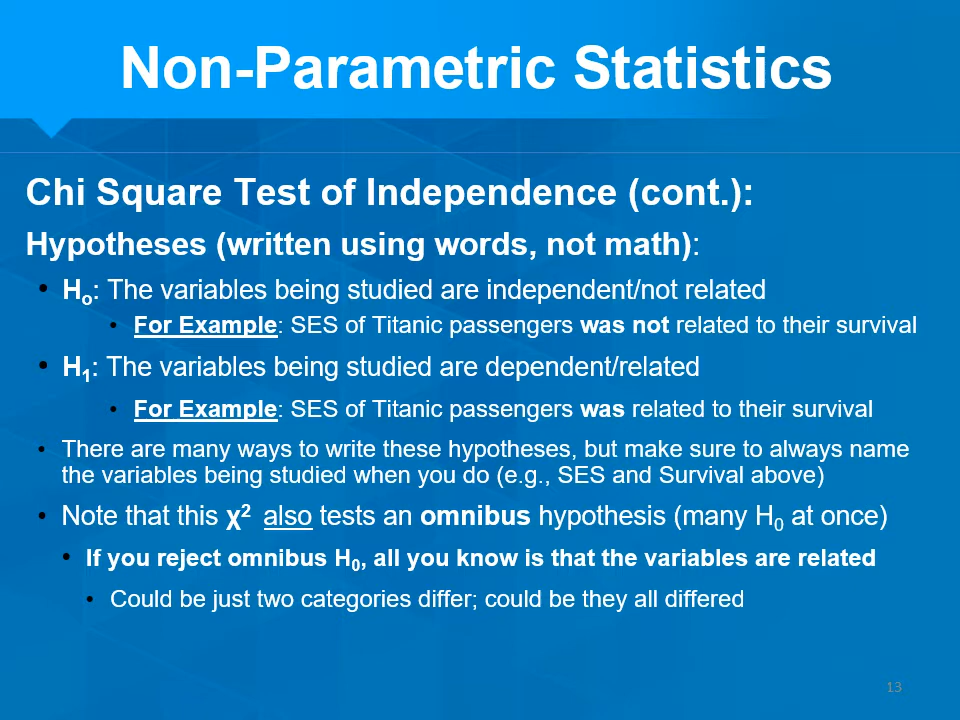 Non-Parametric Statistics
Chi Square Test of Independence (cont.):
Hypotheses (written using words, not math):
• Ho: The variables being studied are independent/not related
• For Example: SES of Titanic passengers was not related to their survival
• H1: The variables being studied are dependent/related
• For Example: SES of Titanic passengers was related to their survival
• There are many ways to write these hypotheses, but make sure to always name
the variables being studied when you do (e.g., SES and Survival above)
• Note that this χ² also tests an omnibus hypothesis (many H₀ at once)
• If you reject omnibus H₀, all you know is that the variables are related
• Could be just two categories differ; could be they all differed
13